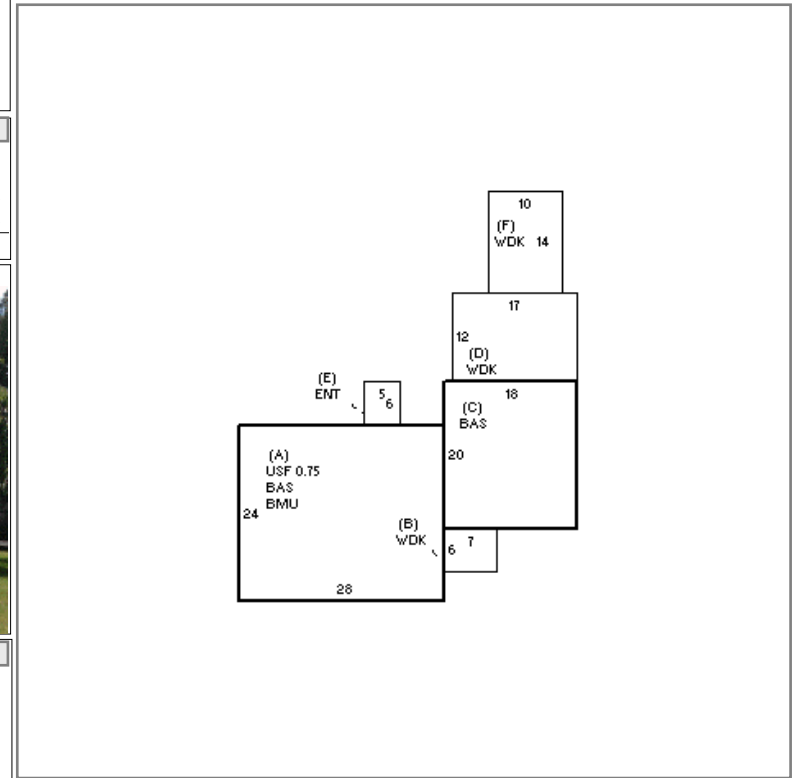 10
(F)
WDK 14
17
12
(D)
WDK
(E)
ENT
5
6
18
(C)
BAS
20
(A)
USF 0.75
BAS
BMU
24
(B)
WDK
7
6
28